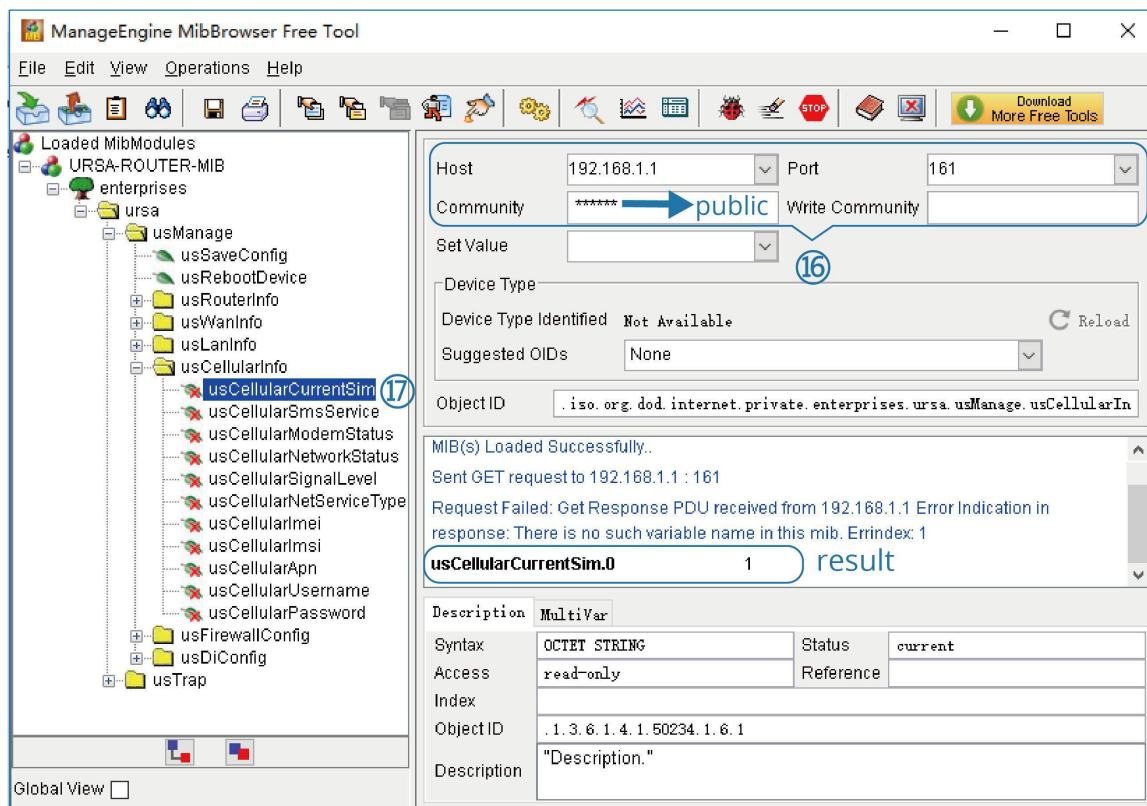 ManageEngine MibBrowser Free Tool
File Edit View Operations Help
STOP
Download
More Free Tools
Loaded MibModules
URSA-ROUTER-MIB
enterprises
ursa
usManage
usSaveConfig
usRebootDevice
usRouterInfo
usWanInfo
usLanInfo
usCellularInfo
usCellularCurrentSim ⑰
usCellularSmsService
usCellularModemStatus
usCellularNetworkStatus
usCellularSignalLevel
usCellularNetServiceType
usCellularImei
usCellularImsi
usCellularApn
usCellularUsername
usCellularPassword
usFirewallConfig
usDiConfig
usTrap
Global View
Host 192.168.1.1 Port 161
Community ****** public Write Community
Set Value
⑯
Device Type
Device Type Identified Not Available Reload
Suggested OIDs None
Object ID .iso.org.dod.internet.private.enterprises.ursa.usManage.usCellularIn
MIB(s) Loaded Successfully..
Sent GET request to 192.168.1.1 : 161
Request Failed: Get Response PDU received from 192.168.1.1 Error Indication in
response: There is no such variable name in this mib. Errindex: 1
usCellularCurrentSim.0 1 result
Description MultiVar
Syntax OCTET STRING Status current
Access read-only Reference
Index
Object ID .1.3.6.1.4.1.50234.1.6.1
Description "Description."